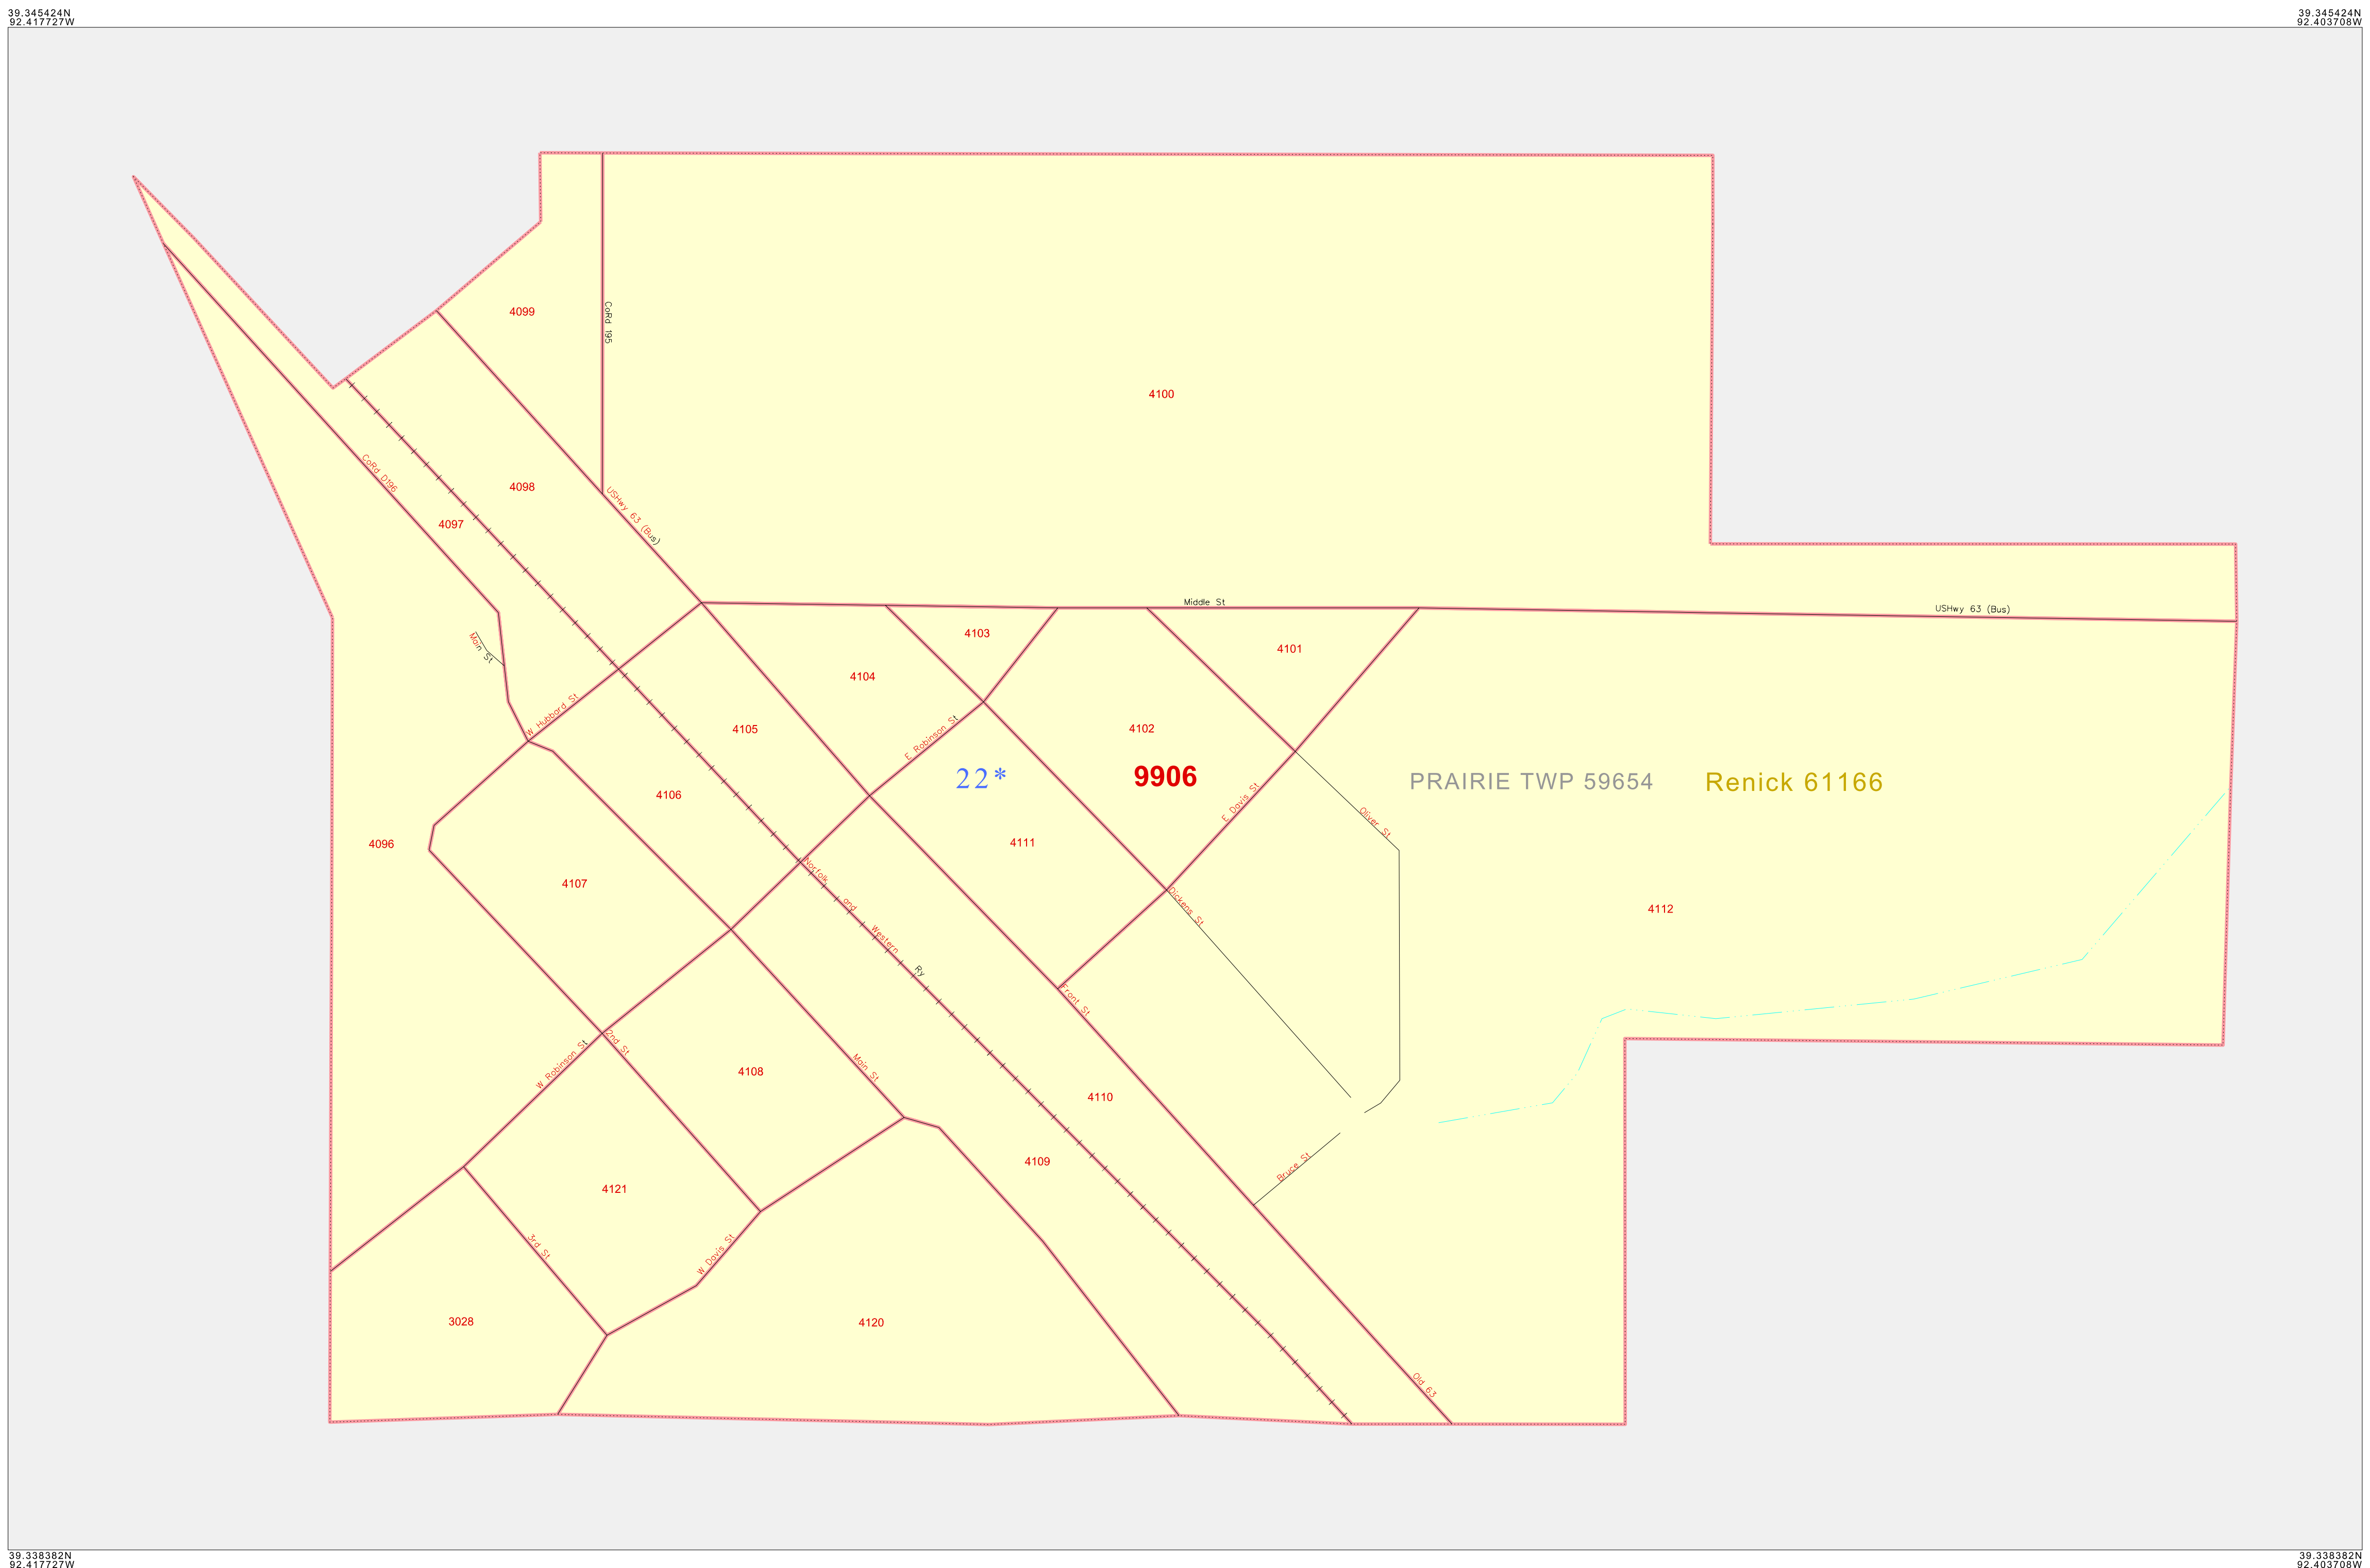 39.345424N
92.417727W
39.345424N
92.403708W
4099
CoRd 195
4100
CoRd D196
4098
USHwy 63 (Bus)
4097
Middle St
USHwy 63 (Bus)
Main St
4103
4101
4104
W Hubbard St
4105
E Robinson St
4102
22*
9906
PRAIRIE TWP 59654
Renick 61166
4106
E Davis St
Oliver St
4096
4111
4107
Norfolk and Western Ry
Dickens St
4112
Front St
2nd St
W Robinson St
4108
Main St
4110
4109
Bruce St
4121
3rd St
W Davis St
3028
4120
Old 63
39.338382N
92.417727W
39.338382N
92.403708W